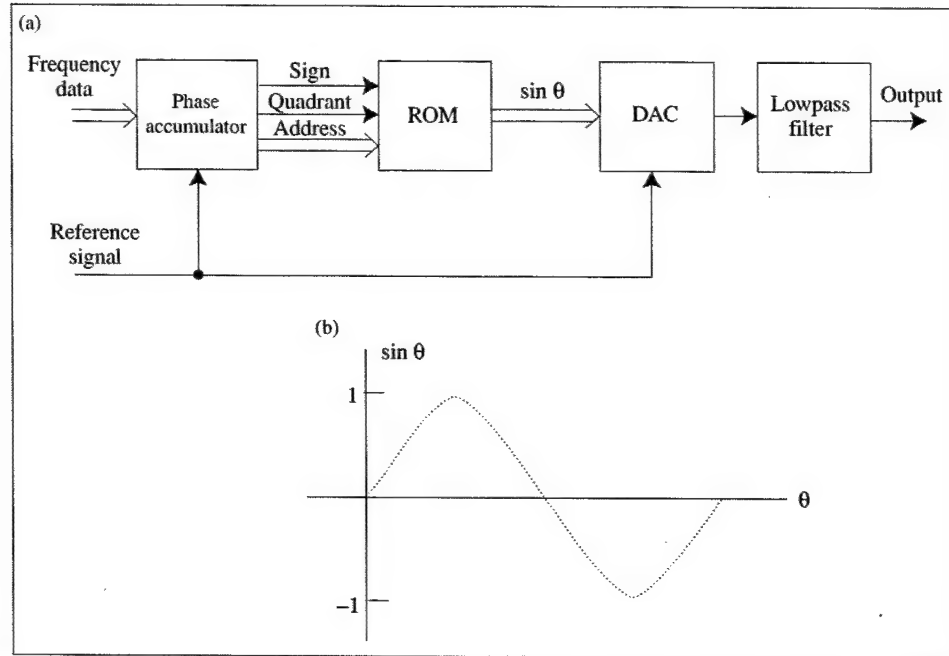 (a)
Frequency
data
Phase
accumulator
Sign
Quadrant
Address
ROM
sin θ
DAC
Lowpass
filter
Output
Reference
signal
(b)
sin θ
1
θ
−1